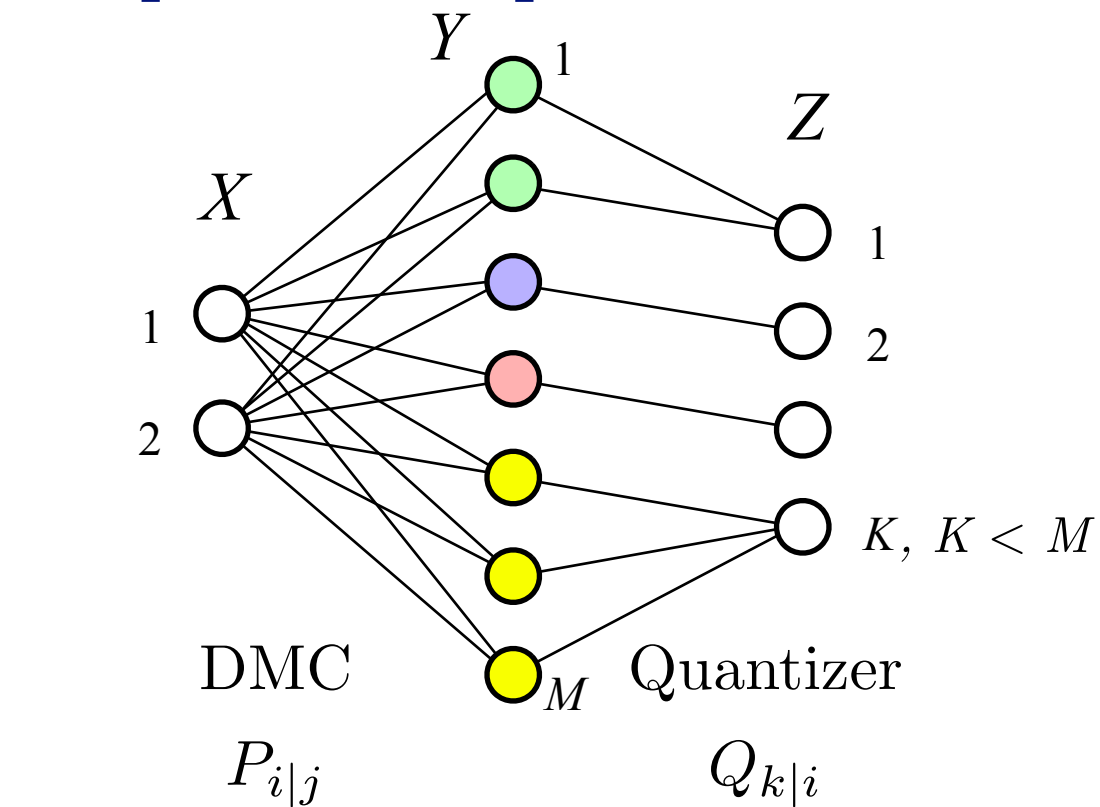 Y
1
Z
X
1
1
2
2
K, K < M
DMC
Quantizer
M
P_{i|j}
Q_{k|i}